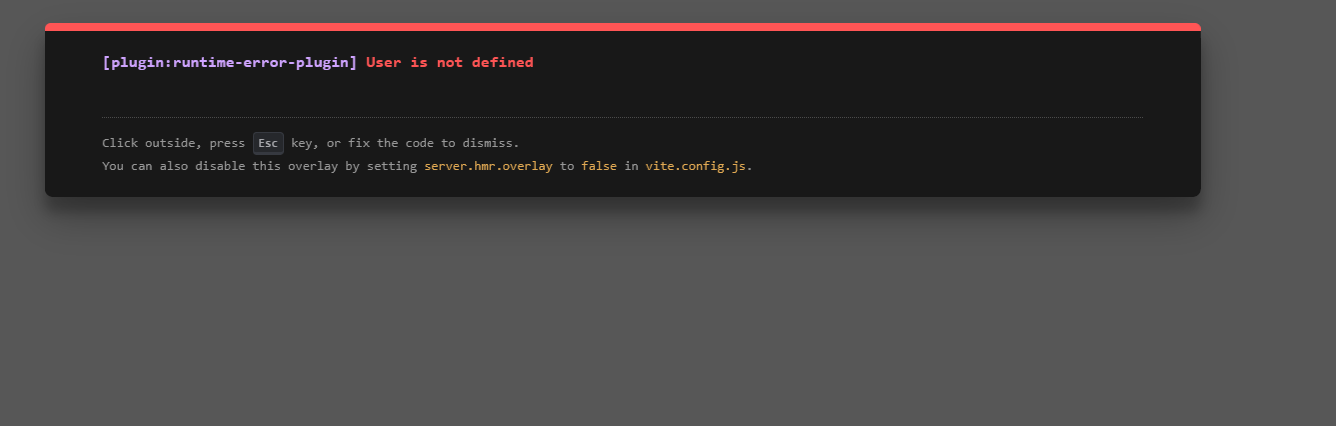 [plugin:runtime-error-plugin] User is not defined
Click outside, press Esc key, or fix the code to dismiss.
You can also disable this overlay by setting server.hmr.overlay to false in vite.config.js.